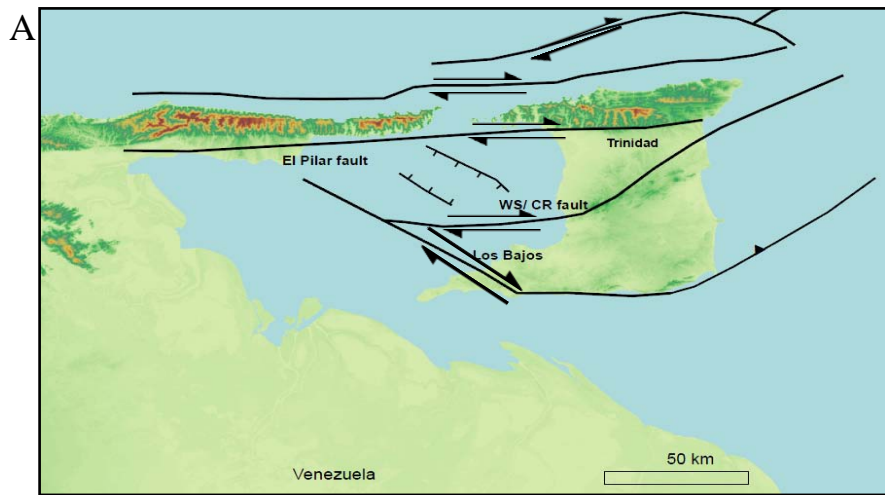 A
Trinidad
El Pilar fault
WS/ CR fault
Los Bajos
Venezuela
50 km